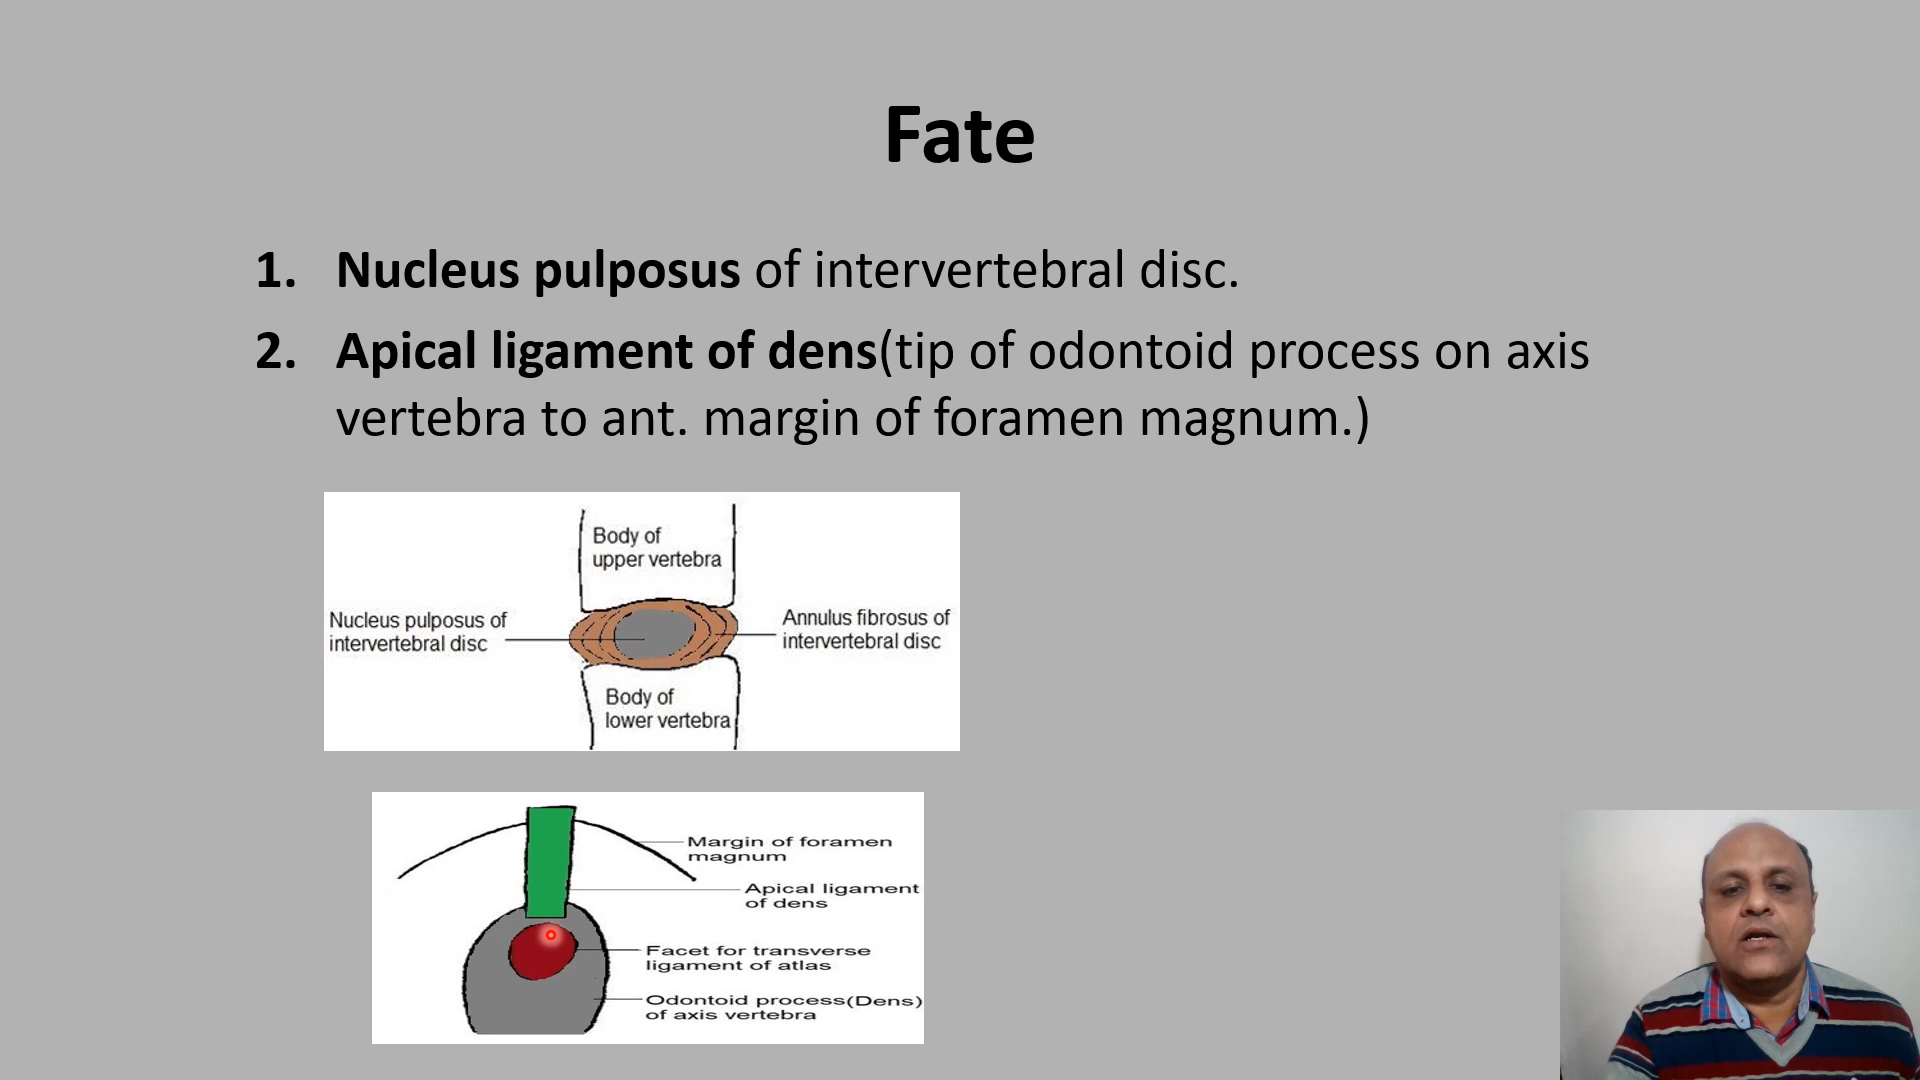 Fate
1. Nucleus pulposus of intervertebral disc.
2. Apical ligament of dens(tip of odontoid process on axis
vertebra to ant. margin of foramen magnum.)
Body of
upper vertebra
Nucleus pulposus of
intervertebral disc
Annulus fibrosus of
intervertebral disc
Body of
lower vertebra
Margin of foramen
magnum
Apical ligament
of dens
Facet for transverse
ligament of atlas
Odontoid process(Dens)
of axis vertebra